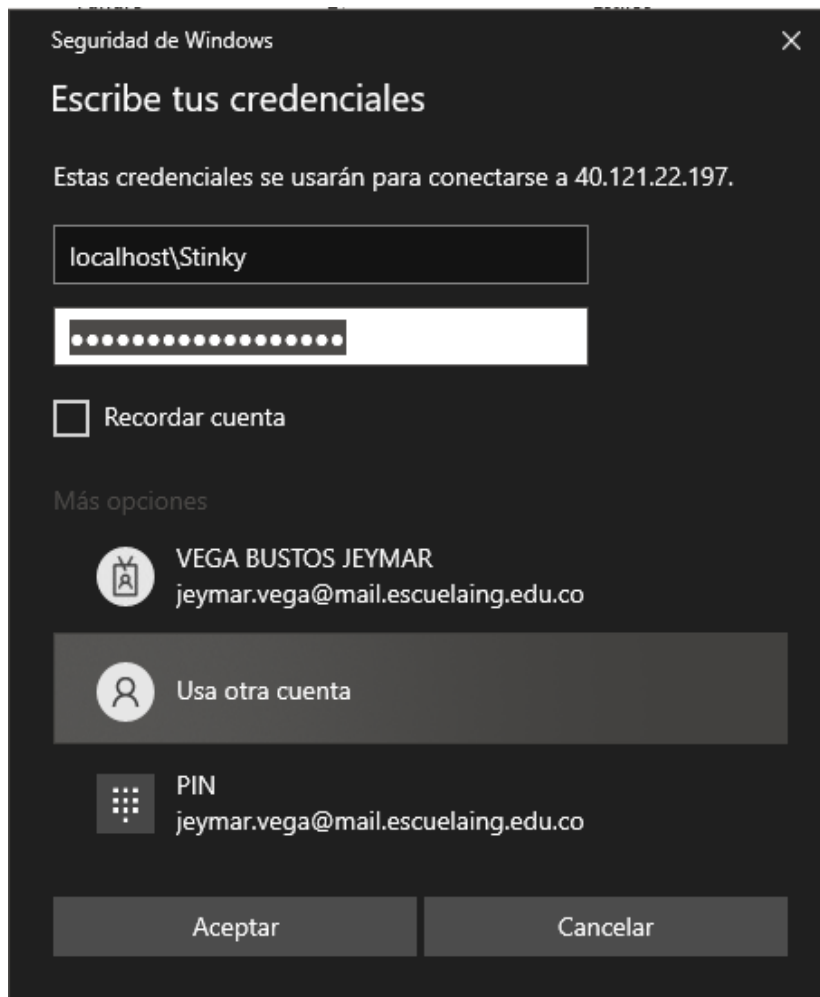 Seguridad de Windows
Escribe tus credenciales
Estas credenciales se usarán para conectarse a 40.121.22.197.
localhost\Stinky
••••••••••••••••••
Recordar cuenta
Más opciones
VEGA BUSTOS JEYMAR
jeymar.vega@mail.escuelaing.edu.co
Usa otra cuenta
PIN
jeymar.vega@mail.escuelaing.edu.co
Aceptar
Cancelar